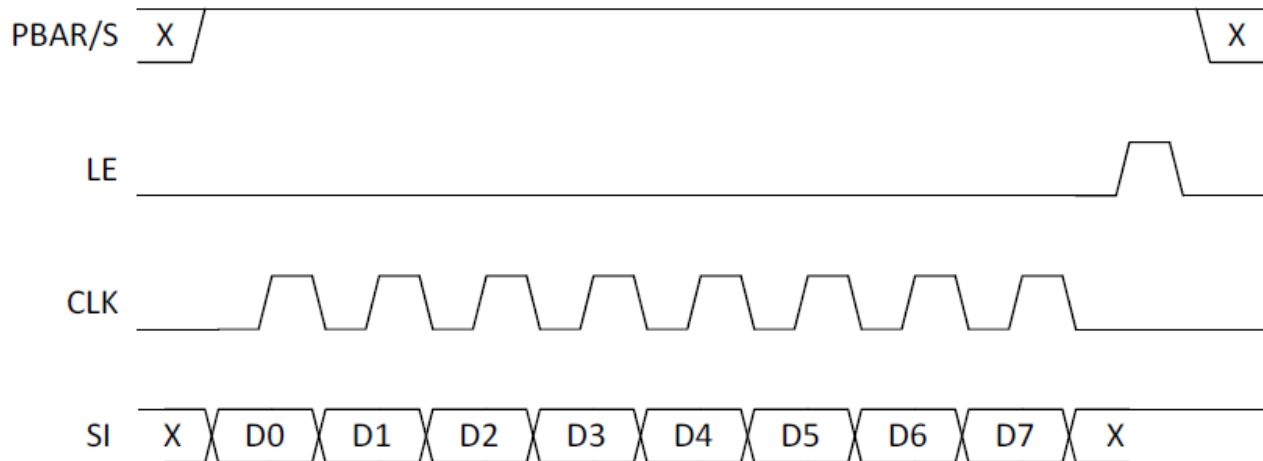 PBAR/S X X
LE
CLK
SI X D0 D1 D2 D3 D4 D5 D6 D7 X